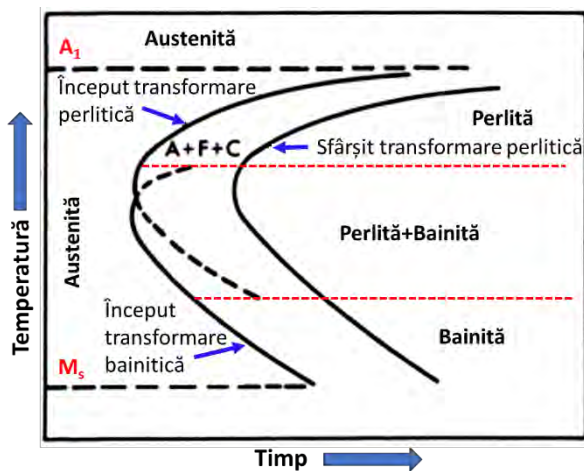 A₁
Austenită
Început transformare
perlitică
Perlită
A+F+C
Sfârșit transformare perlitică
Temperatură
Austenită
Perlită+Bainită
Început
transformare
bainitică
Bainită
Mₛ
Timp